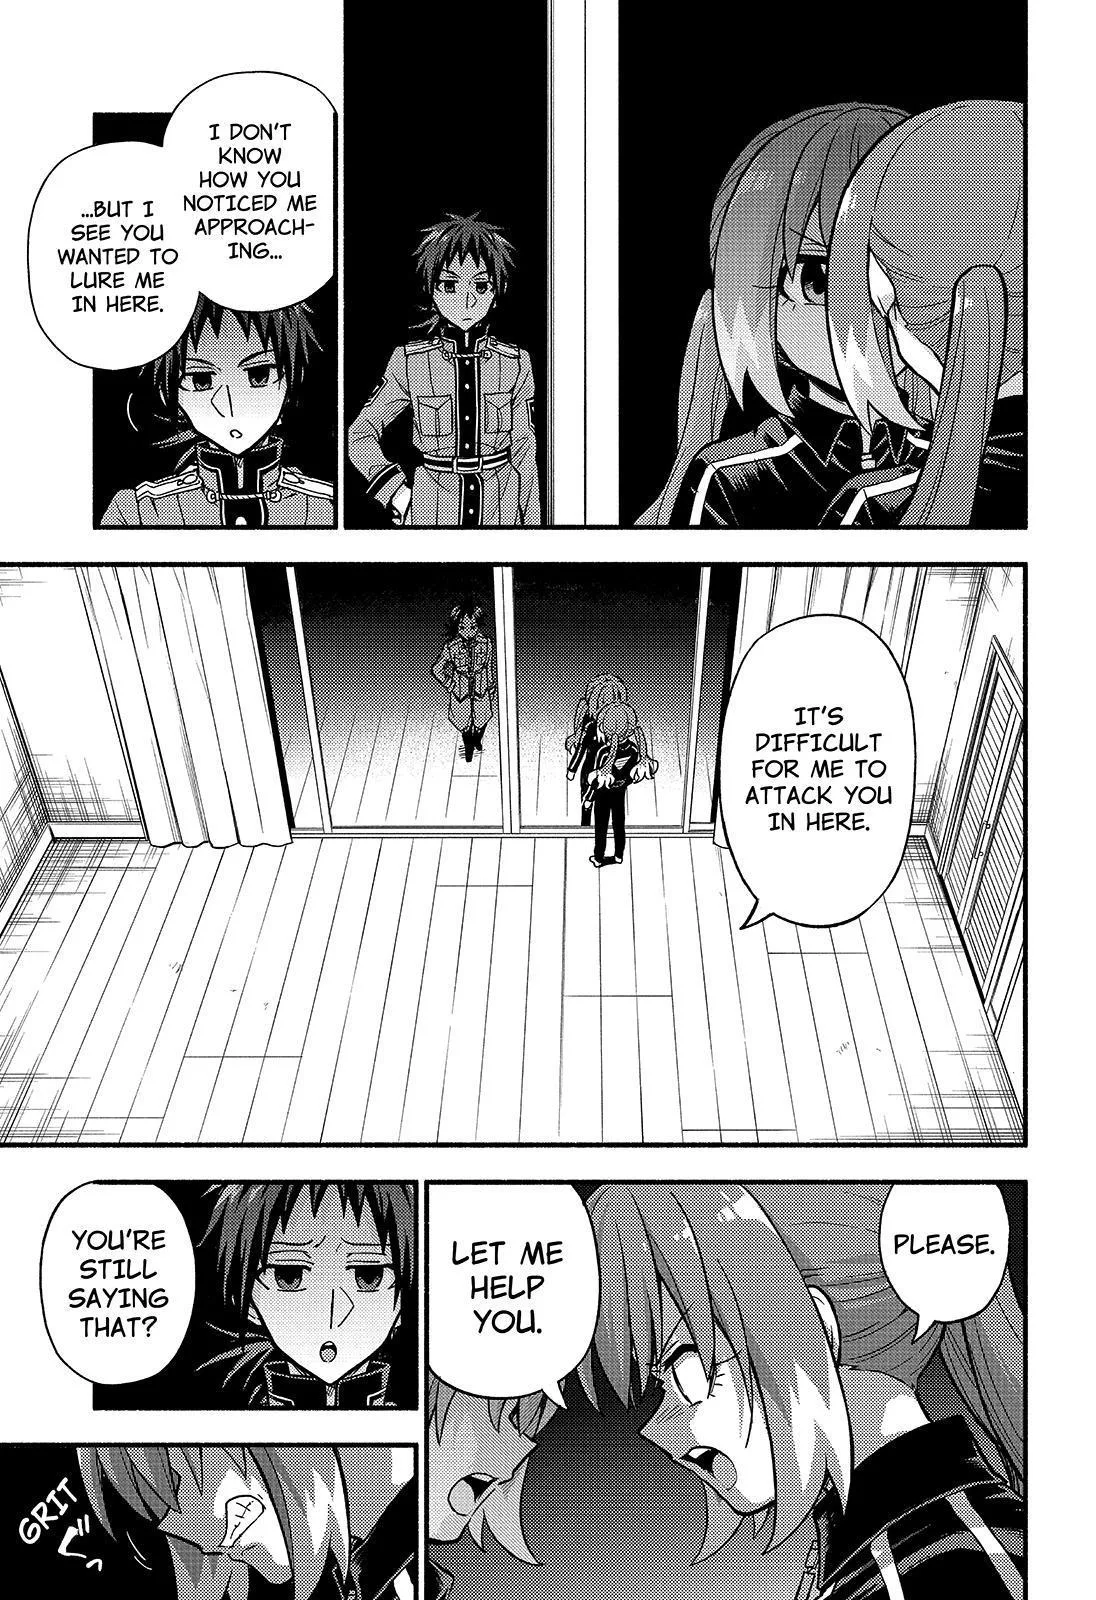 I DON'T
KNOW
HOW YOU
NOTICED ME
APPROACH-
ING...
...BUT I
SEE YOU
WANTED TO
LURE ME
IN HERE.
IT'S
DIFFICULT
FOR ME TO
ATTACK YOU
IN HERE.
PLEASE.
LET ME
HELP
YOU.
YOU'RE
STILL
SAYING
THAT?
GRIT